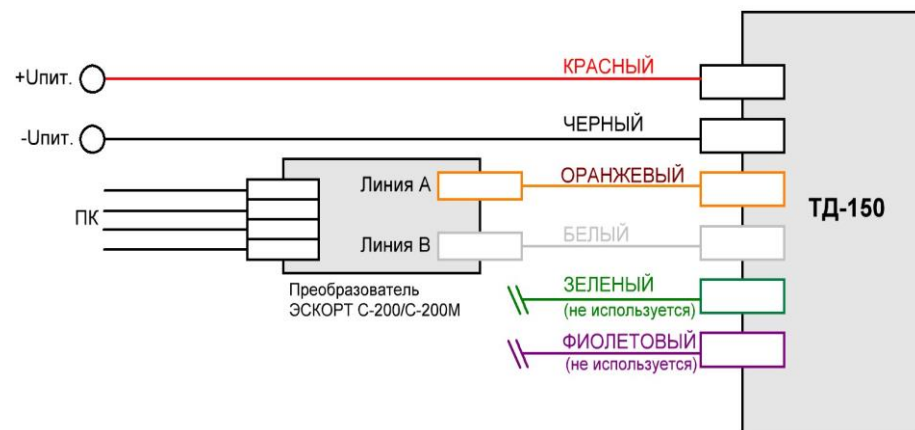 КРАСНЫЙ
+Uпит.
ЧЕРНЫЙ
-Uпит.
Линия А
ОРАНЖЕВЫЙ
ПК
ТД-150
Линия В
БЕЛЫЙ
Преобразователь
ЭСКОРТ С-200/С-200М
ЗЕЛЕНЫЙ
(не используется)
ФИОЛЕТОВЫЙ
(не используется)